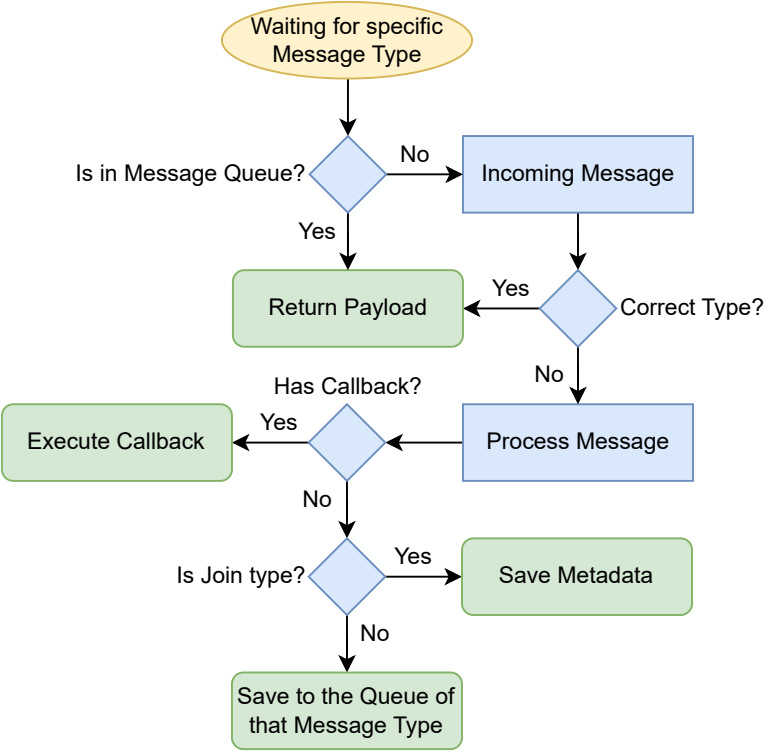 Waiting for specific
Message Type
Is in Message Queue?
No
Incoming Message
Yes
Return Payload
Yes
Correct Type?
No
Has Callback?
Execute Callback
Yes
Process Message
No
Is Join type?
Yes
Save Metadata
No
Save to the Queue of
that Message Type